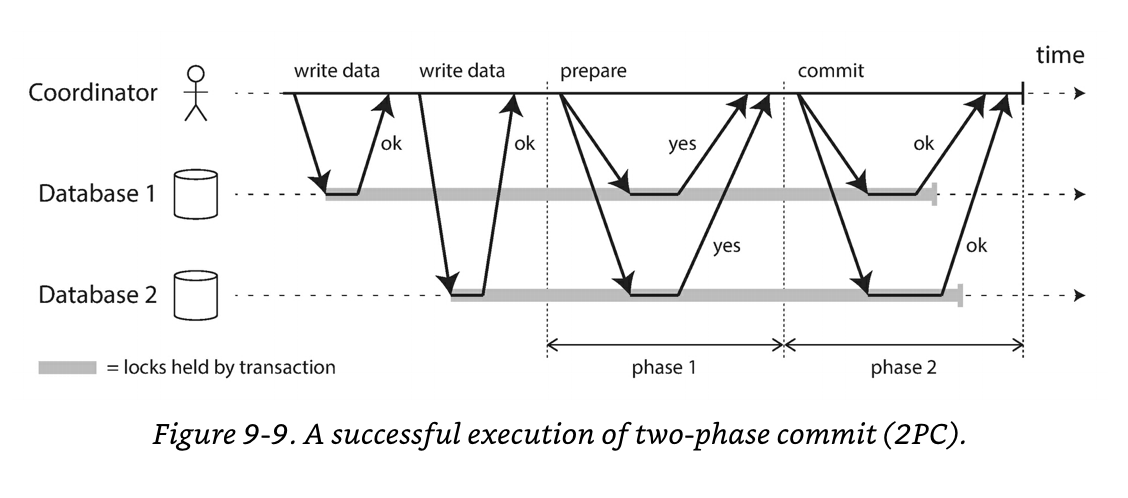 time
write data
write data
prepare
commit
Coordinator
ok
ok
yes
ok
Database 1
yes
ok
Database 2
phase 1
phase 2
= locks held by transaction
Figure 9-9. A successful execution of two-phase commit (2PC).